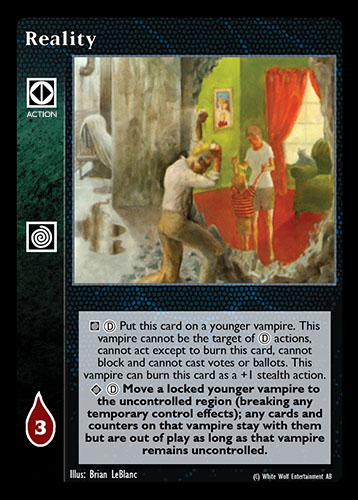 Reality
ACTION
Ⓓ Put this card on a younger vampire. This
vampire cannot be the target of Ⓓ actions,
cannot act except to burn this card, cannot
block and cannot cast votes or ballots. This
vampire can burn this card as a +1 stealth action.
Ⓓ Move a locked younger vampire to
the uncontrolled region (breaking any
temporary control effects); any cards and
counters on that vampire stay with them
but are out of play as long as that vampire
remains uncontrolled.
3
Illus: Brian LeBlanc
(C) White Wolf Entertainment AB